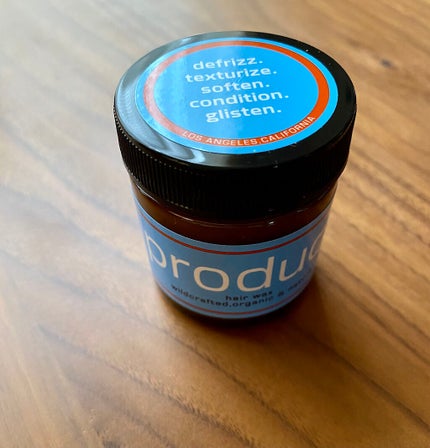 defrizz.
texturize.
soften.
condition.
glisten.
LOS ANGELES CALIFORNIA
produc
hair wax
wildcrafted,organic &